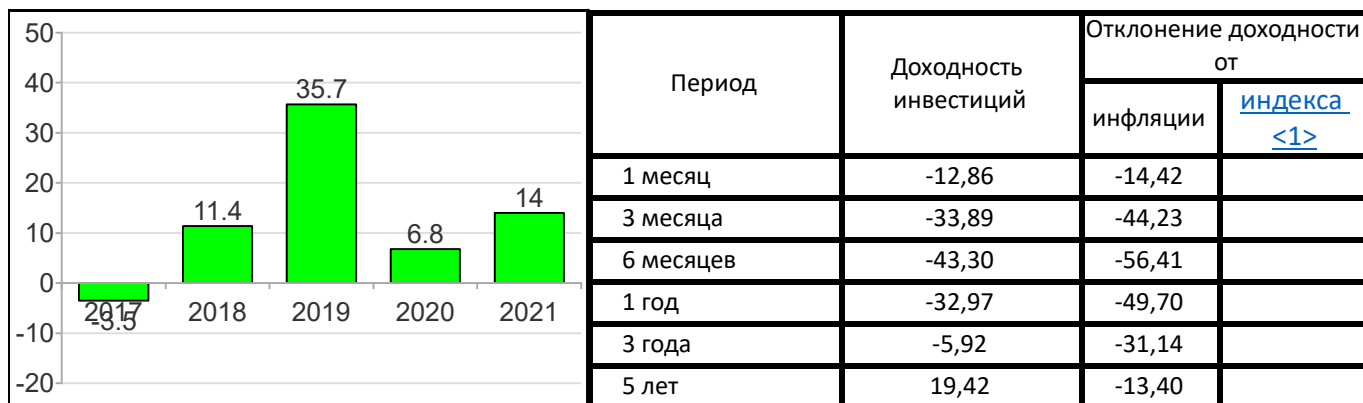 50
40
30
20
10
0
-10
-20
-3.5
11.4
35.7
6.8
14
2017 2018 2019 2020 2021
Период
Доходность
инвестиций
Отклонение доходности
от
инфляции
индекса
<1>
1 месяц -12,86 -14,42
3 месяца -33,89 -44,23
6 месяцев -43,30 -56,41
1 год -32,97 -49,70
3 года -5,92 -31,14
5 лет 19,42 -13,40